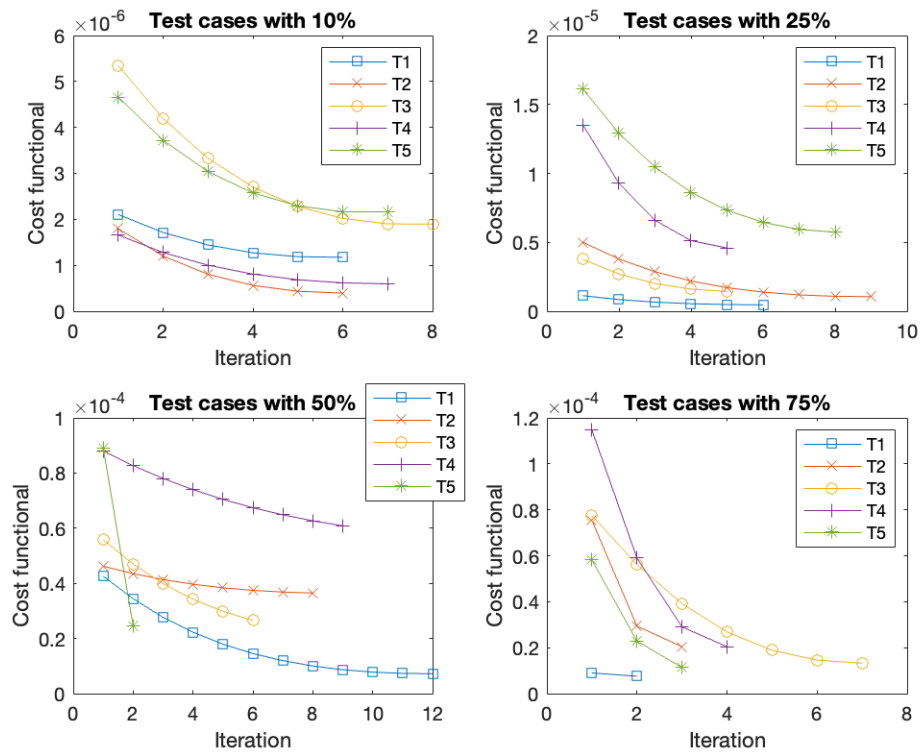 Test cases with 10%
×10⁻⁶
6
5
4
3
2
1
0
Cost functional
0 2 4 6 8
Iteration
T1
T2
T3
T4
T5
Test cases with 25%
×10⁻⁵
2
1.5
1
0.5
0
Cost functional
0 2 4 6 8 10
Iteration
T1
T2
T3
T4
T5
Test cases with 50%
×10⁻⁴
1
0.8
0.6
0.4
0.2
0
Cost functional
0 2 4 6 8 10 12
Iteration
T1
T2
T3
T4
T5
Test cases with 75%
×10⁻⁴
1.2
1
0.8
0.6
0.4
0.2
0
Cost functional
0 2 4 6 8
Iteration
T1
T2
T3
T4
T5